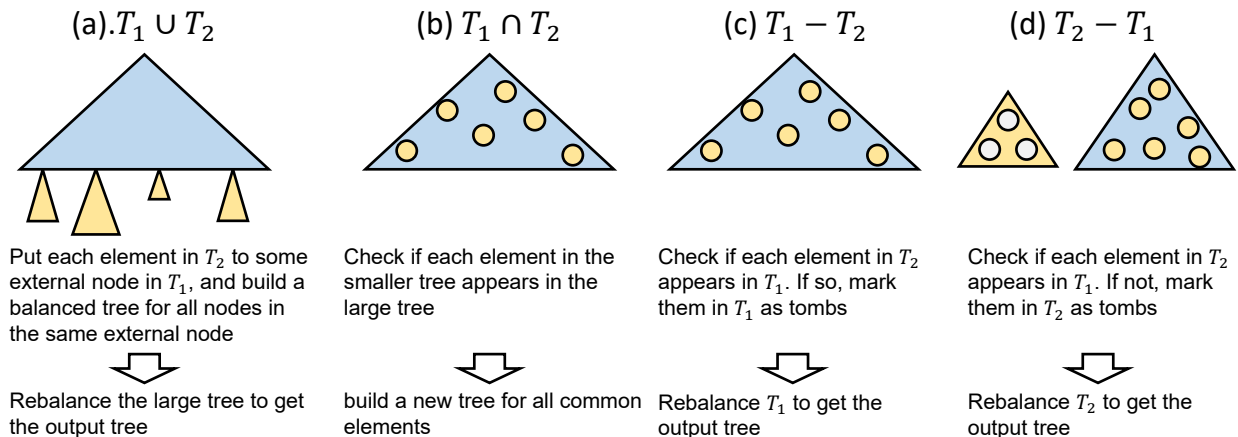 (a).T₁ ∪ T₂
Put each element in T₂ to some
external node in T₁, and build a
balanced tree for all nodes in
the same external node
Rebalance the large tree to get
the output tree
(b) T₁ ∩ T₂
Check if each element in the
smaller tree appears in the
large tree
build a new tree for all common
elements
(c) T₁ − T₂
Check if each element in T₂
appears in T₁. If so, mark
them in T₁ as tombs
Rebalance T₁ to get the
output tree
(d) T₂ − T₁
Check if each element in T₂
appears in T₁. If not, mark
them in T₂ as tombs
Rebalance T₂ to get the
output tree